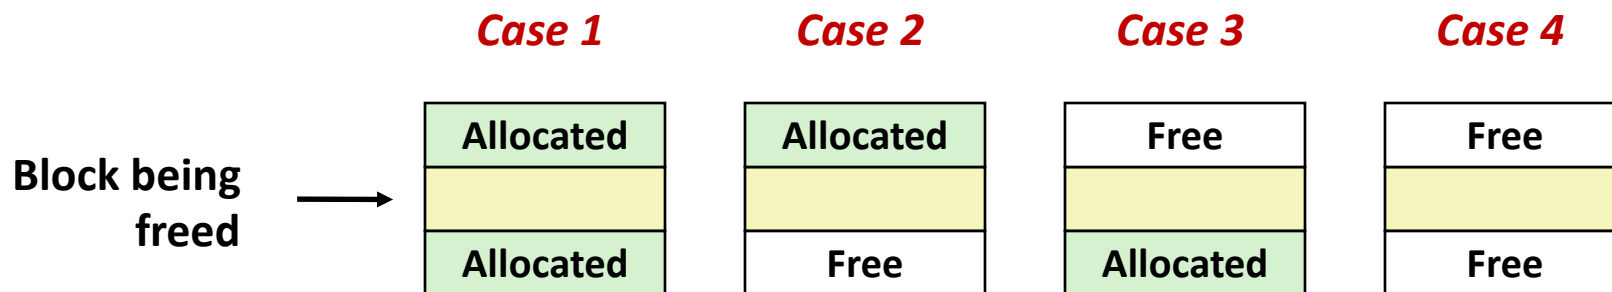 Case 1 Case 2 Case 3 Case 4
Allocated Allocated Free Free
Block being
freed
Allocated Free Allocated Free